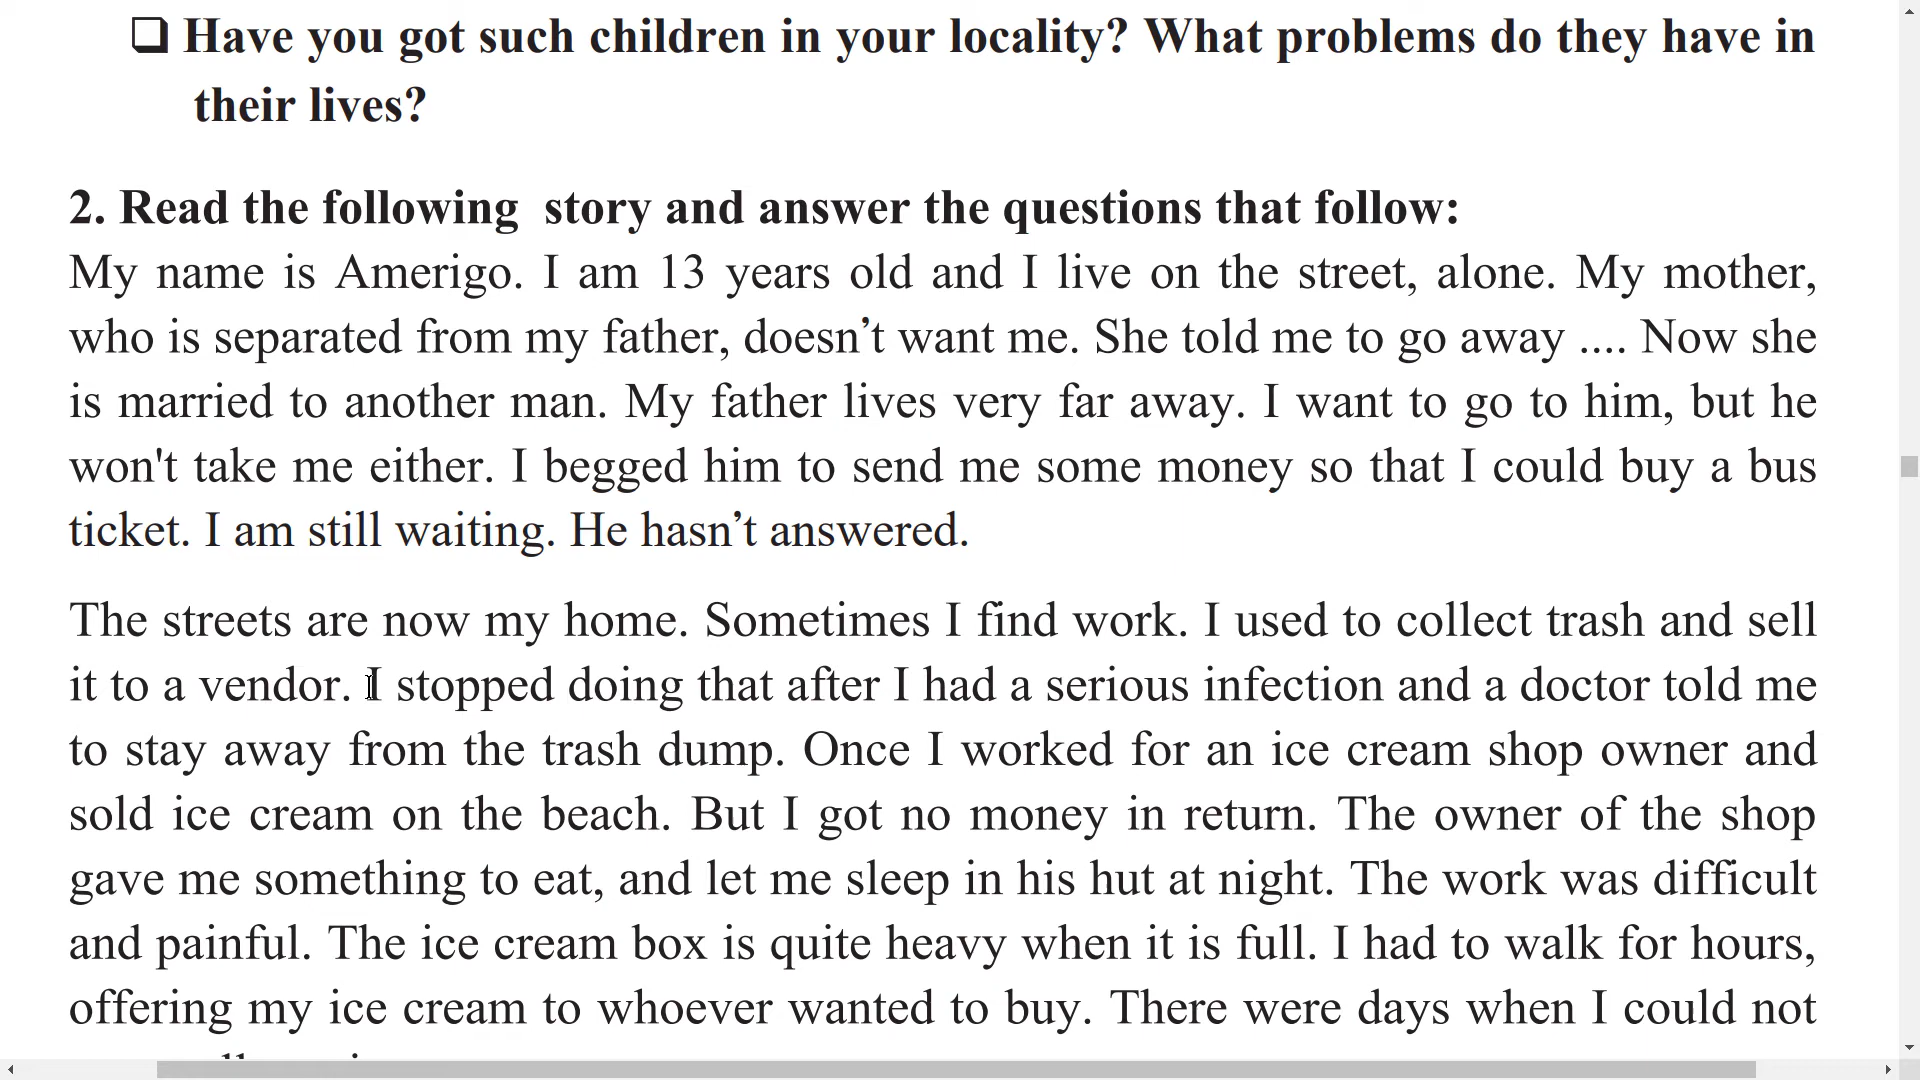 ❏ Have you got such children in your locality? What problems do they have in
their lives?
2. Read the following story and answer the questions that follow:
My name is Amerigo. I am 13 years old and I live on the street, alone. My mother,
who is separated from my father, doesn’t want me. She told me to go away .... Now she
is married to another man. My father lives very far away. I want to go to him, but he
won't take me either. I begged him to send me some money so that I could buy a bus
ticket. I am still waiting. He hasn’t answered.
The streets are now my home. Sometimes I find work. I used to collect trash and sell
it to a vendor. I stopped doing that after I had a serious infection and a doctor told me
to stay away from the trash dump. Once I worked for an ice cream shop owner and
sold ice cream on the beach. But I got no money in return. The owner of the shop
gave me something to eat, and let me sleep in his hut at night. The work was difficult
and painful. The ice cream box is quite heavy when it is full. I had to walk for hours,
offering my ice cream to whoever wanted to buy. There were days when I could not